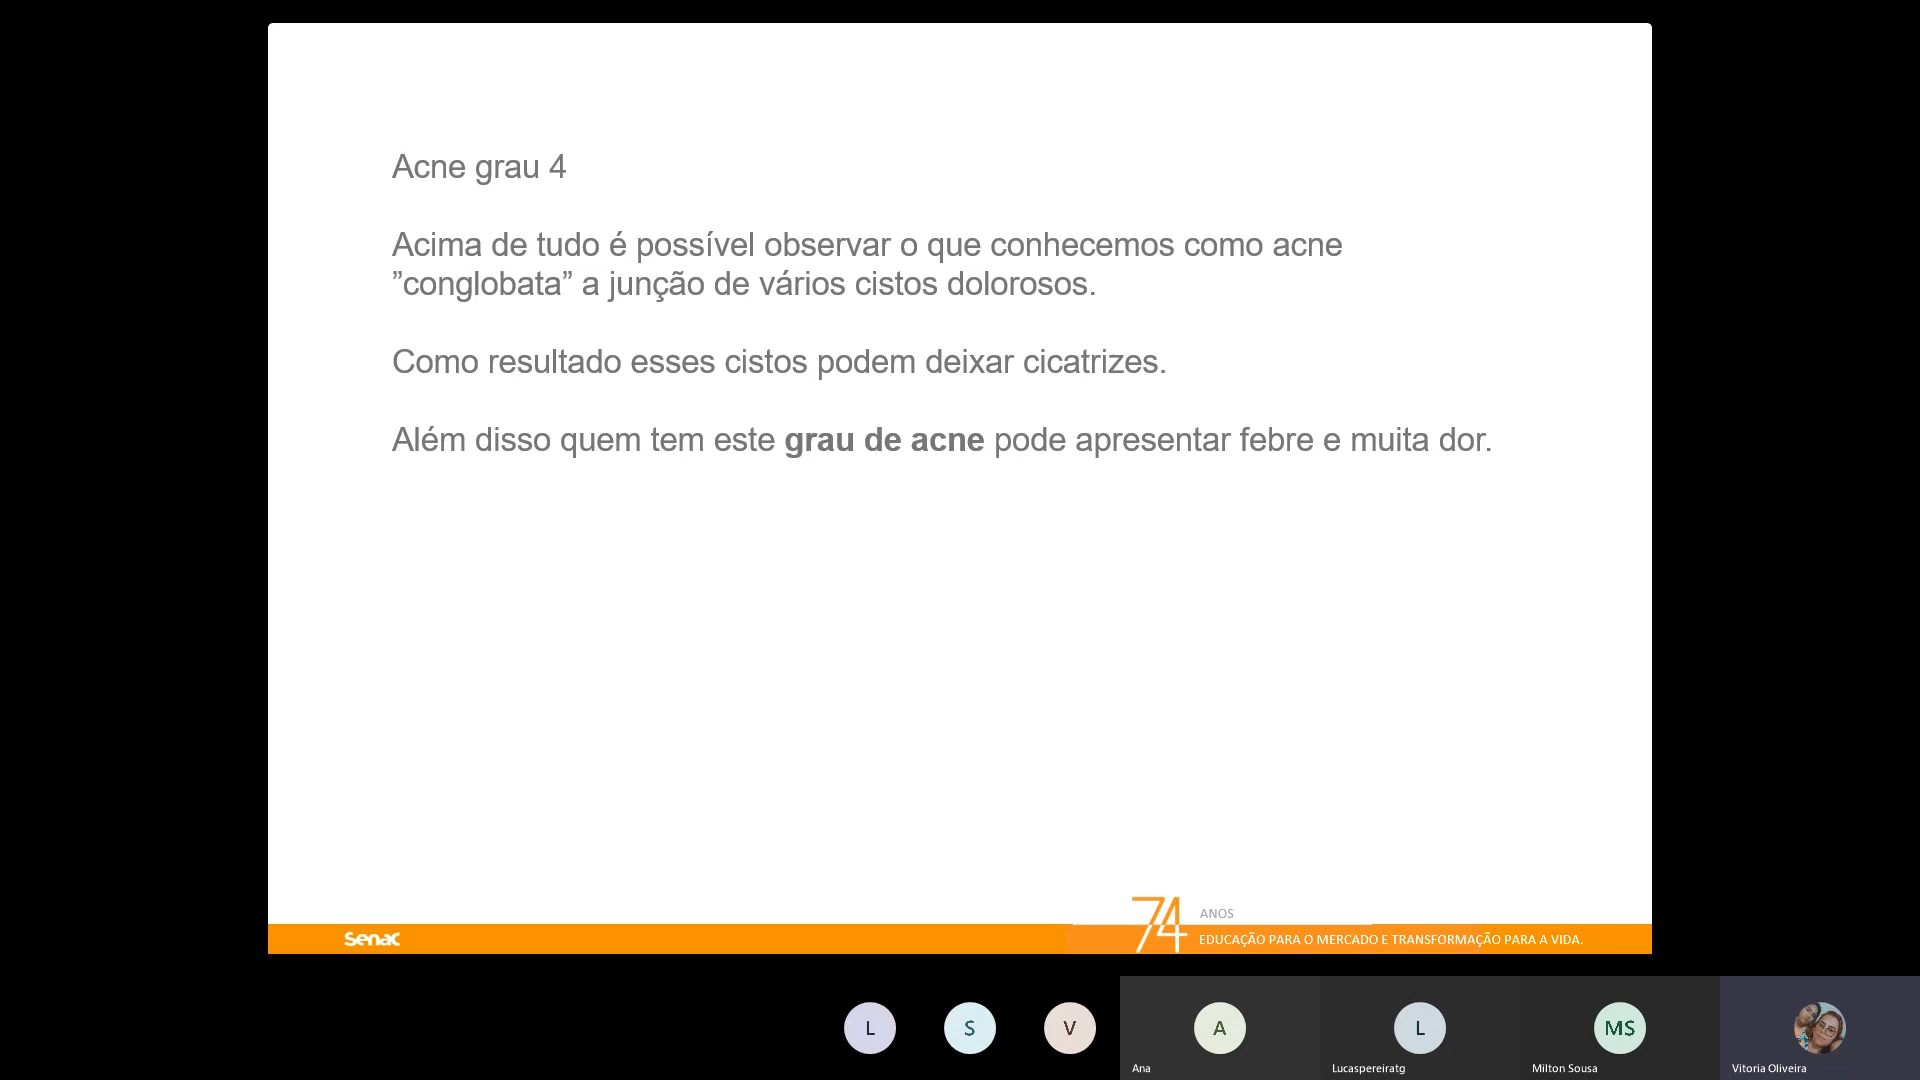 Acne grau 4
Acima de tudo é possível observar o que conhecemos como acne
”conglobata” a junção de vários cistos dolorosos.
Como resultado esses cistos podem deixar cicatrizes.
Além disso quem tem este grau de acne pode apresentar febre e muita dor.
senac
74 ANOS
EDUCAÇÃO PARA O MERCADO E TRANSFORMAÇÃO PARA A VIDA.
L
S
V
A
L
MS
Ana
Lucaspereiratg
Milton Sousa
Vitoria Oliveira